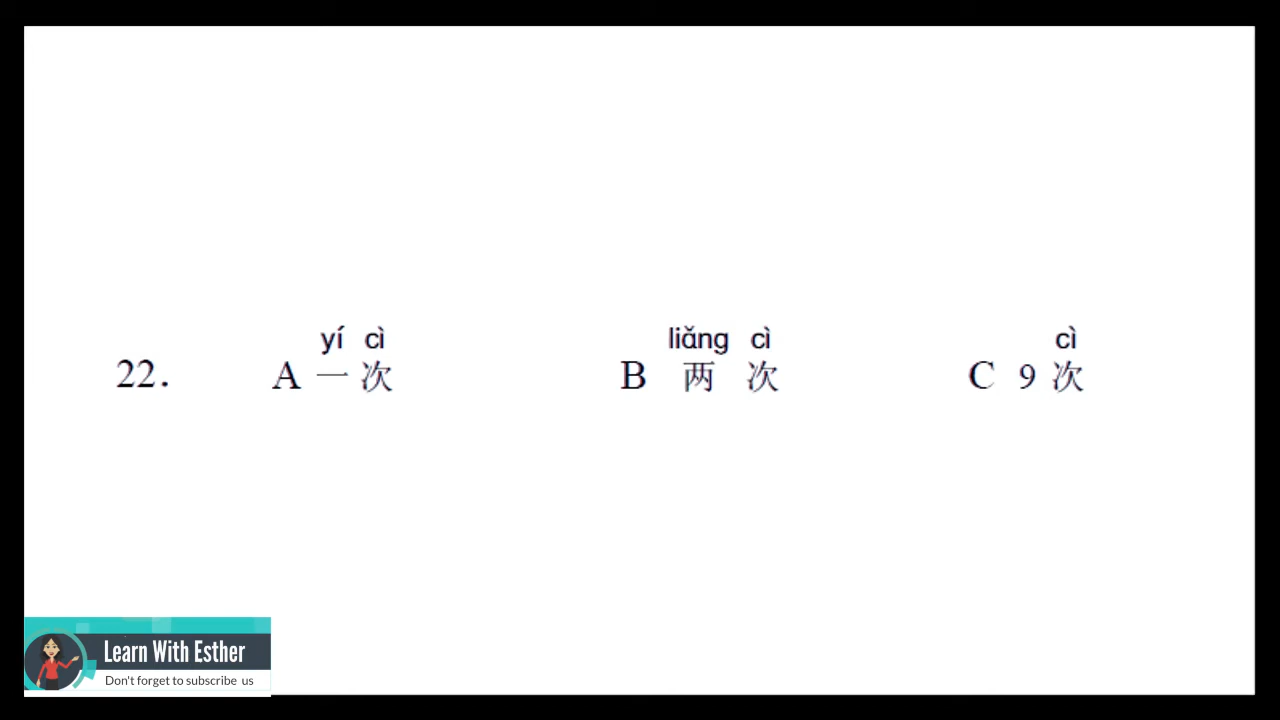 yí cì liǎng cì cì
22. A 一 次 B 两 次 C 9 次
Learn With Esther
Don't forget to subscribe us